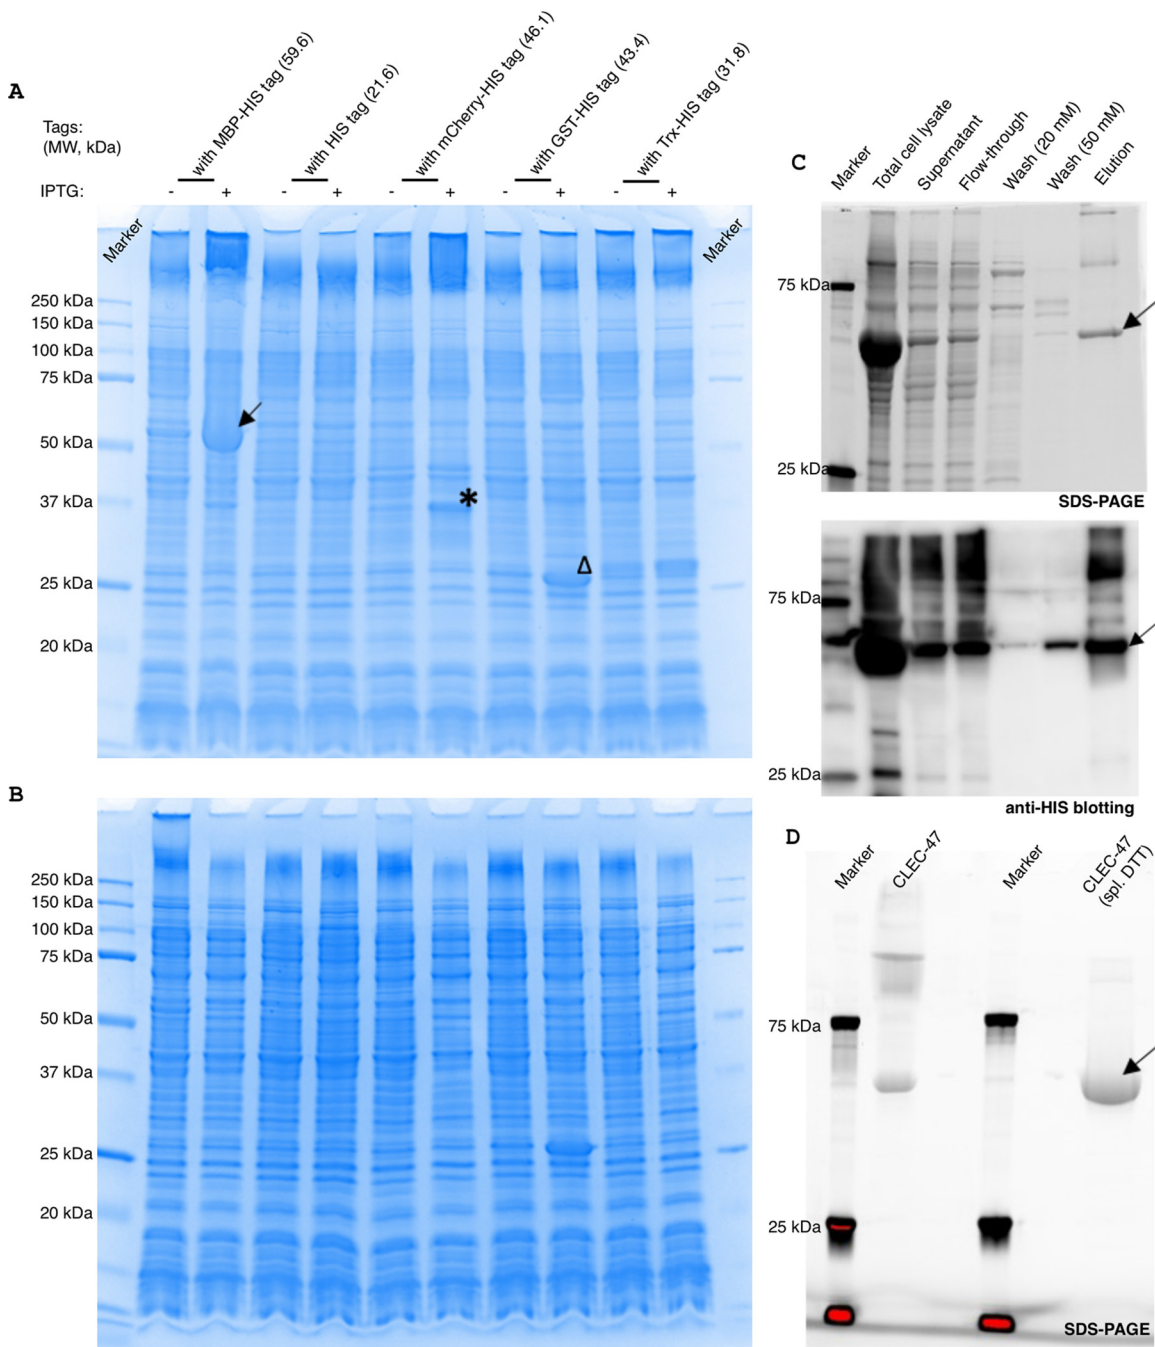 A
Tags:
(MW, kDa)
with MBP-HIS tag (59.6)
with HIS tag (21.6)
with mCherry-HIS tag (46.1)
with GST-HIS tag (43.4)
with Trx-HIS tag (31.8)
IPTG:
- + - + - + - + - +
Marker
Marker
250 kDa
150 kDa
100 kDa
75 kDa
50 kDa
37 kDa
25 kDa
20 kDa
*
Δ
B
250 kDa
150 kDa
100 kDa
75 kDa
50 kDa
37 kDa
25 kDa
20 kDa
C
Marker
Total cell lysate
Supernatant
Flow-through
Wash (20 mM)
Wash (50 mM)
Elution
75 kDa
25 kDa
SDS-PAGE
75 kDa
25 kDa
anti-HIS blotting
D
Marker
CLEC-47
Marker
CLEC-47
(spl. DTT)
75 kDa
25 kDa
SDS-PAGE